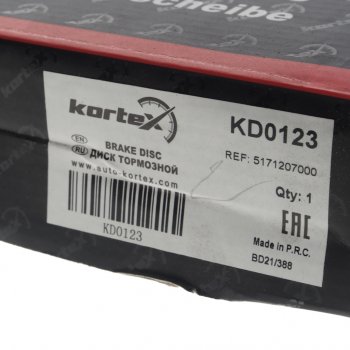 scheibe
kortex
KD0123
REF: 5171207000
EN BRAKE DISC
RU ДИСК ТОРМОЗНОЙ
www.auto-kortex.com
Qty: 1
KD0123
EAC
Made in P.R.C.
BD21/388